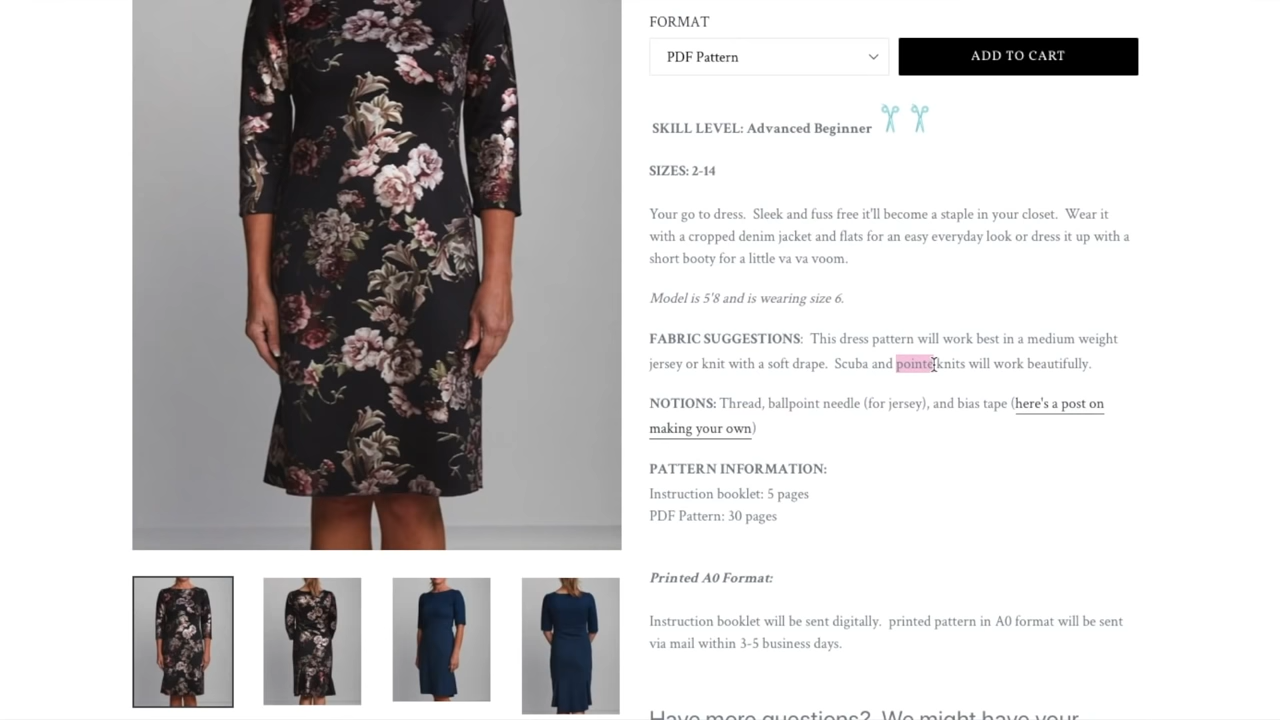 FORMAT
PDF Pattern
ADD TO CART
SKILL LEVEL: Advanced Beginner
SIZES: 2-14
Your go to dress.  Sleek and fuss free it'll become a staple in your closet.  Wear it
with a cropped denim jacket and flats for an easy everyday look or dress it up with a
short booty for a little va va voom.
Model is 5'8 and is wearing size 6.
FABRIC SUGGESTIONS:  This dress pattern will work best in a medium weight
jersey or knit with a soft drape.  Scuba and pointe knits will work beautifully.
NOTIONS: Thread, ballpoint needle (for jersey), and bias tape (here's a post on
making your own)
PATTERN INFORMATION:
Instruction booklet: 5 pages
PDF Pattern: 30 pages
Printed A0 Format:
Instruction booklet will be sent digitally.  printed pattern in A0 format will be sent
via mail within 3-5 business days.
Have more questions?  We might have your